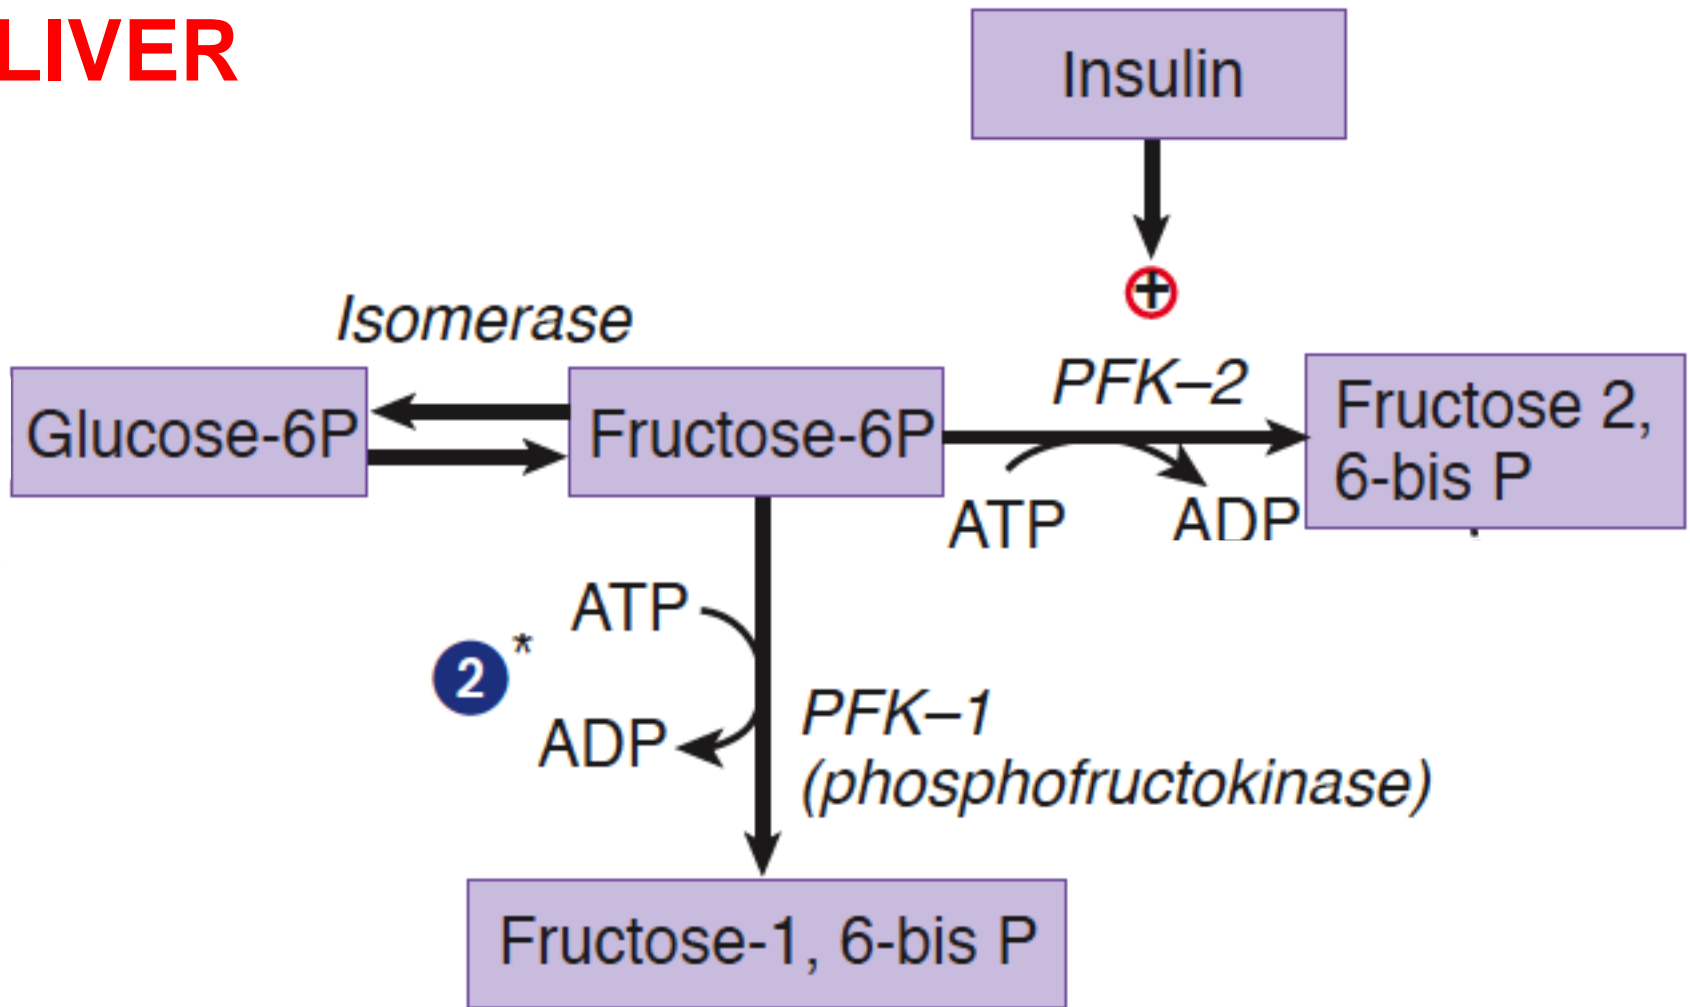 LIVER
Insulin
+
Isomerase
PFK–2
Glucose-6P
Fructose-6P
Fructose 2,
6-bis P
ATP
ADP
ATP
2*
ADP
PFK–1
(phosphofructokinase)
Fructose-1, 6-bis P